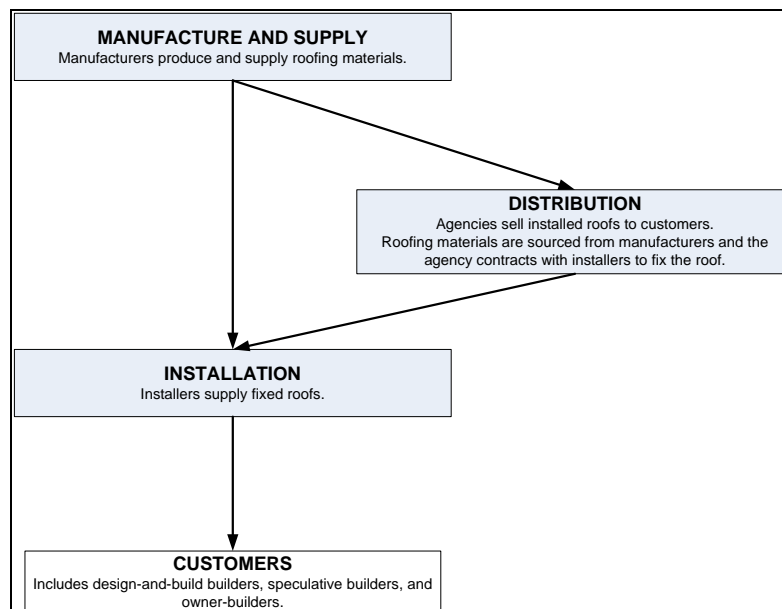 MANUFACTURE AND SUPPLY
Manufacturers produce and supply roofing materials.
DISTRIBUTION
Agencies sell installed roofs to customers.
Roofing materials are sourced from manufacturers and the
agency contracts with installers to fix the roof.
INSTALLATION
Installers supply fixed roofs.
CUSTOMERS
Includes design-and-build builders, speculative builders, and
owner-builders.